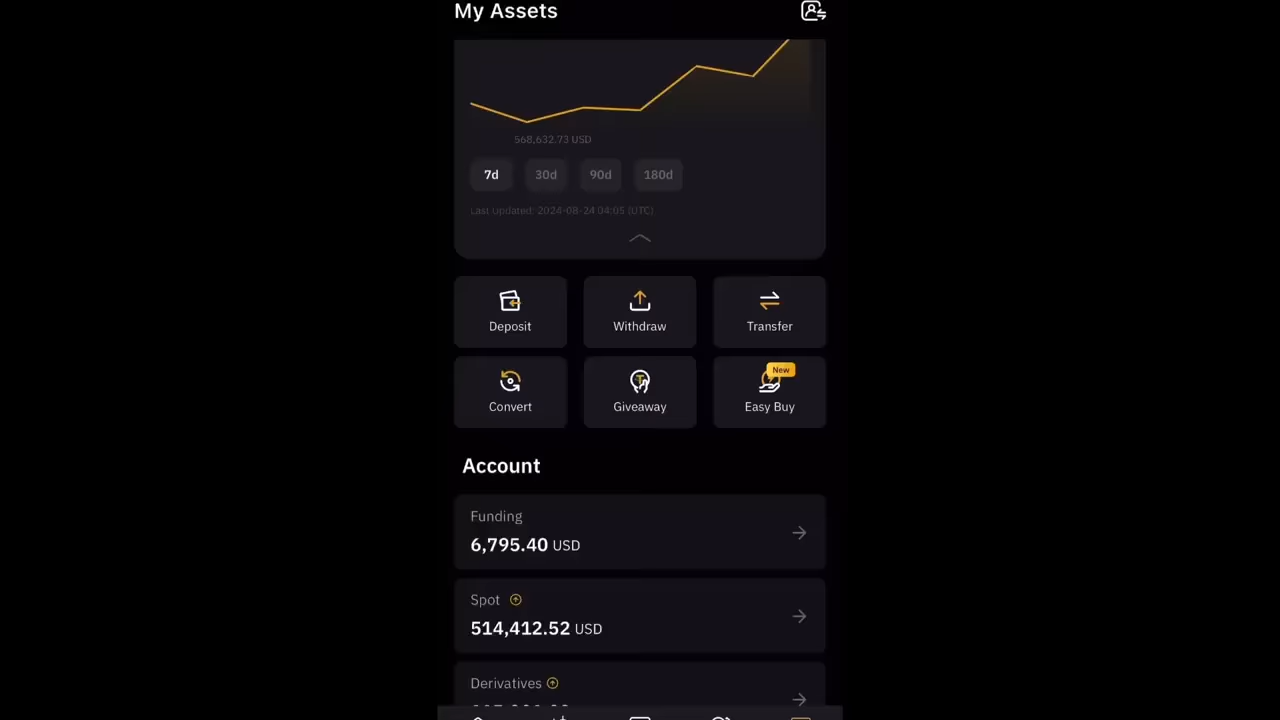 My Assets
568,632.73 USD
7d 30d 90d 180d
Last Updated: 2024-08-24 04:05 (UTC)
Deposit Withdraw Transfer
New
Convert Giveaway Easy Buy
Account
Funding
6,795.40 USD
Spot
514,412.52 USD
Derivatives